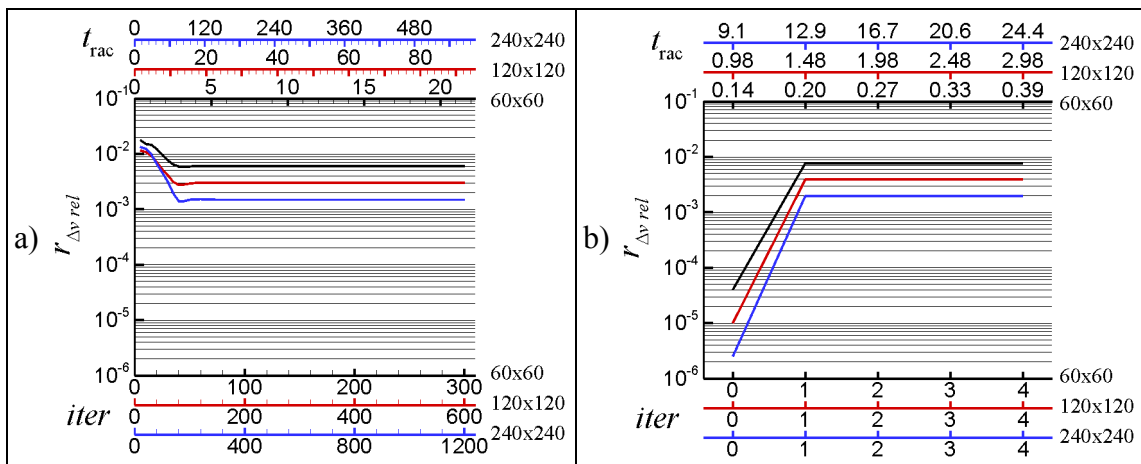 a)
t rac
0 120 240 360 480
240x240
0 20 40 60 80
120x120
0 5 10 15 20
60x60
10-1
10-2
10-3
10-4
10-5
10-6
r Δv rel
0 100 200 300
60x60
iter
0 200 400 600
120x120
0 400 800 1200
240x240
b)
t rac
9.1 12.9 16.7 20.6 24.4
240x240
0.98 1.48 1.98 2.48 2.98
120x120
0.14 0.20 0.27 0.33 0.39
60x60
10-1
10-2
10-3
10-4
10-5
10-6
r Δv rel
0 1 2 3 4
60x60
iter
0 1 2 3 4
120x120
0 1 2 3 4
240x240